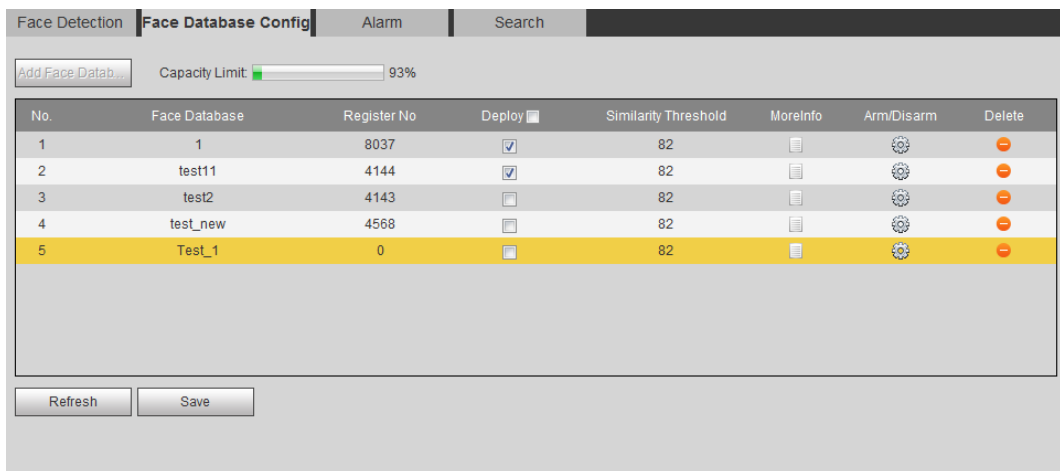 Face Detection Face Database Config Alarm Search
Add Face Datab... Capacity Limit: 93%
No. Face Database Register No Deploy Similarity Threshold MoreInfo Arm/Disarm Delete
1 1 8037 82
2 test11 4144 82
3 test2 4143 82
4 test_new 4568 82
5 Test_1 0 82
Refresh Save